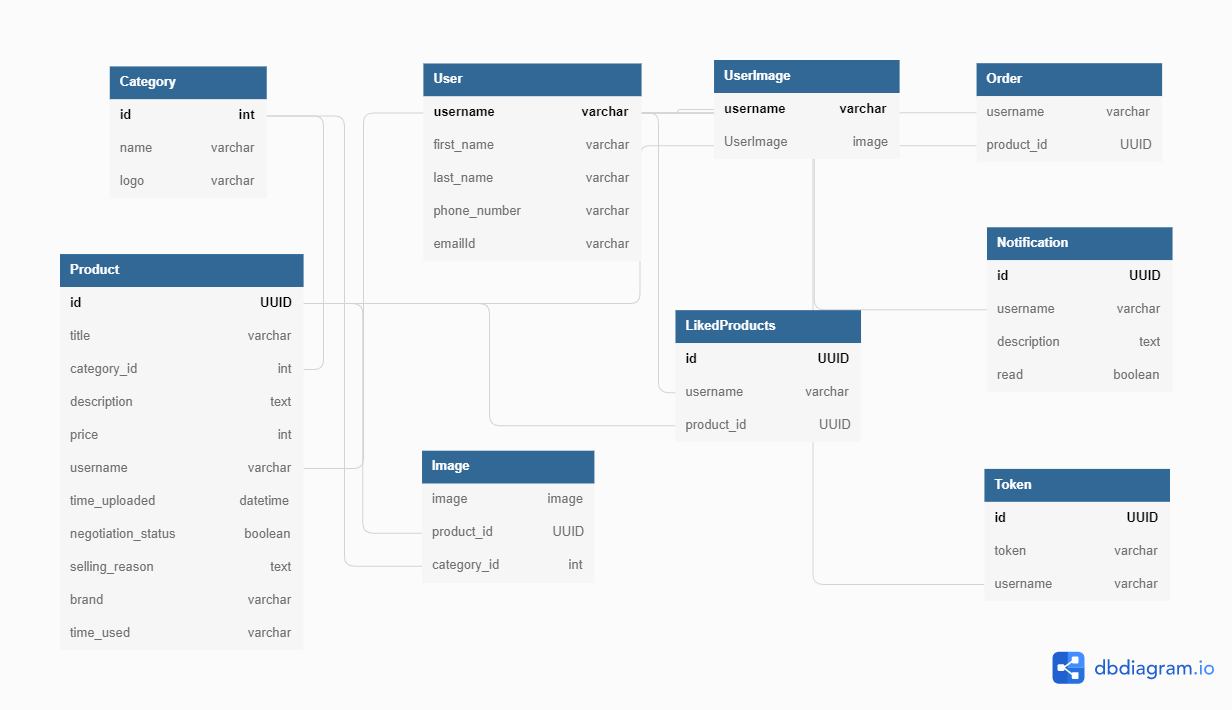 Category
id int
name varchar
logo varchar
User
username varchar
first_name varchar
last_name varchar
phone_number varchar
emailId varchar
UserImage
username varchar
UserImage image
Order
username varchar
product_id UUID
Product
id UUID
title varchar
category_id int
description text
price int
username varchar
time_uploaded datetime
negotiation_status boolean
selling_reason text
brand varchar
time_used varchar
Image
image image
product_id UUID
category_id int
LikedProducts
id UUID
username varchar
product_id UUID
Notification
id UUID
username varchar
description text
read boolean
Token
id UUID
token varchar
username varchar
dbdiagram.io